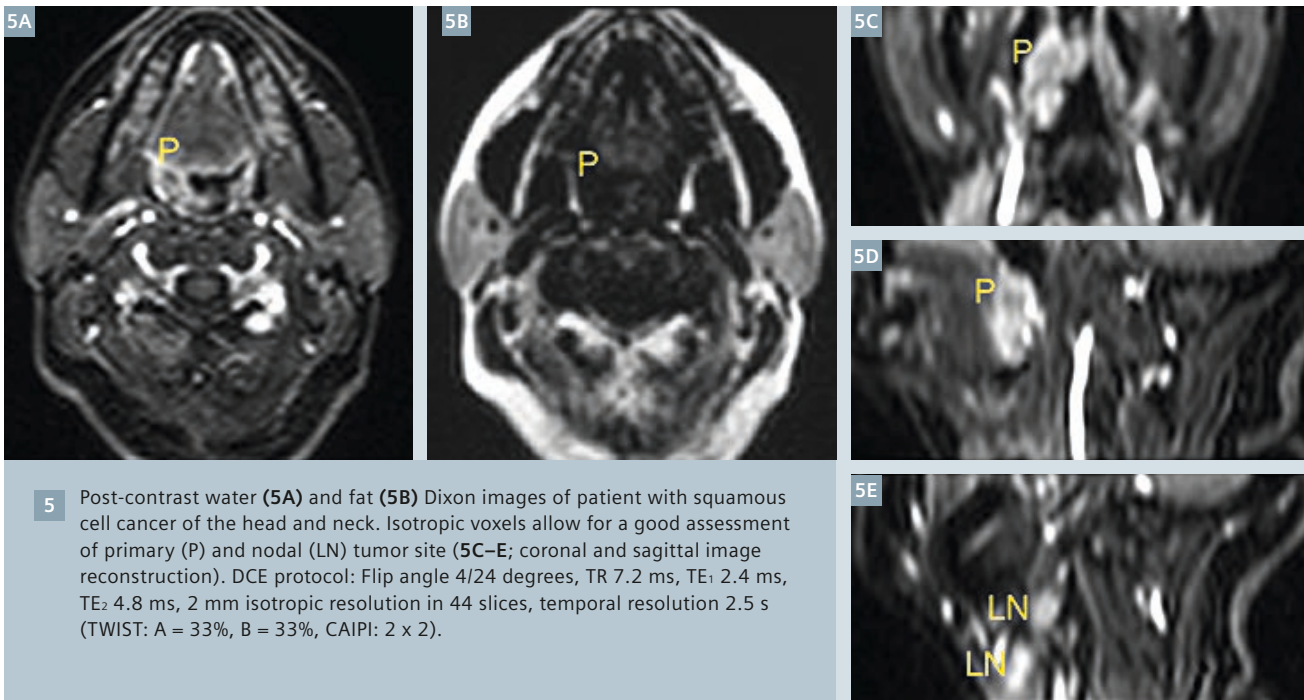 5A
P
5B
P
5C
P
5D
P
5E
LN
LN
5
Post-contrast water (5A) and fat (5B) Dixon images of patient with squamous
cell cancer of the head and neck. Isotropic voxels allow for a good assessment
of primary (P) and nodal (LN) tumor site (5C–E; coronal and sagittal image
reconstruction). DCE protocol: Flip angle 4/24 degrees, TR 7.2 ms, TE₁ 2.4 ms,
TE₂ 4.8 ms, 2 mm isotropic resolution in 44 slices, temporal resolution 2.5 s
(TWIST: A = 33%, B = 33%, CAIPI: 2 x 2).